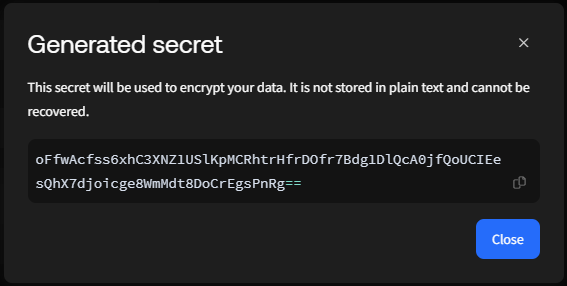 Generated secret
This secret will be used to encrypt your data. It is not stored in plain text and cannot be
recovered.
oFfwAcfss6xhC3XNZ1USlKpMCRhtrHfrDOfr7Bdg1DlQcA0jfQoUCIEe
sQhX7djoicge8WmMdt8DoCrEgsPnRg==
Close